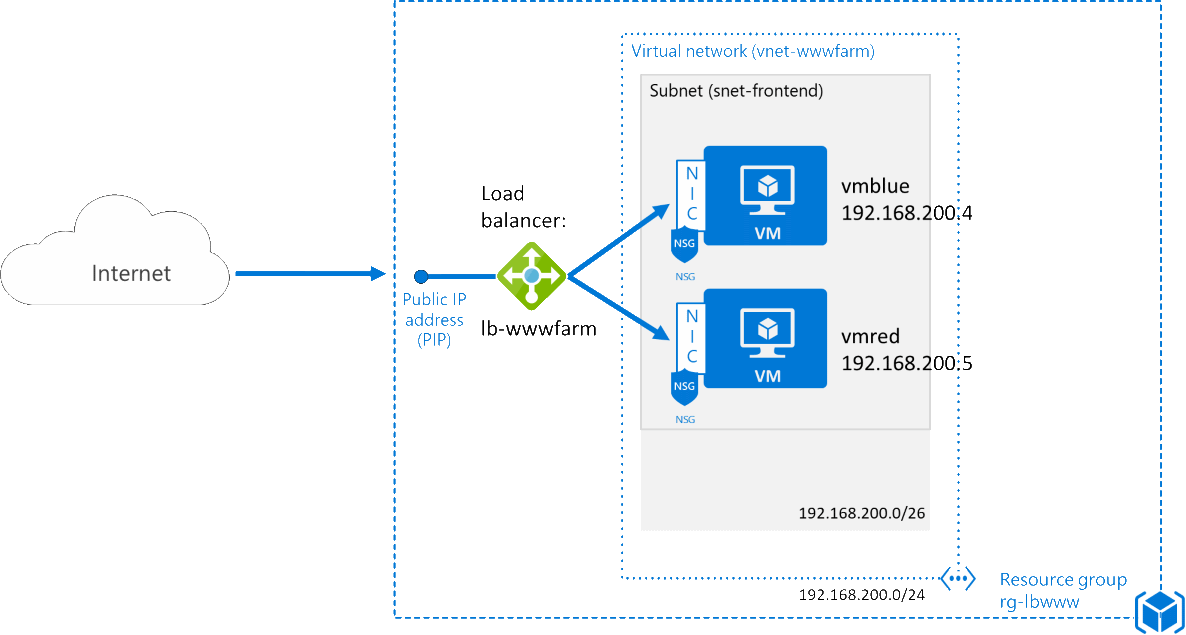 Virtual network (vnet-wwwfarm)
Subnet (snet-frontend)
N
I
C
NSG
NSG
VM
vmblue
192.168.200.4
Load
balancer:
lb-wwwfarm
Internet
Public IP
address
(PIP)
N
I
C
NSG
NSG
VM
vmred
192.168.200.5
192.168.200.0/26
192.168.200.0/24
Resource group
rg-lbwww